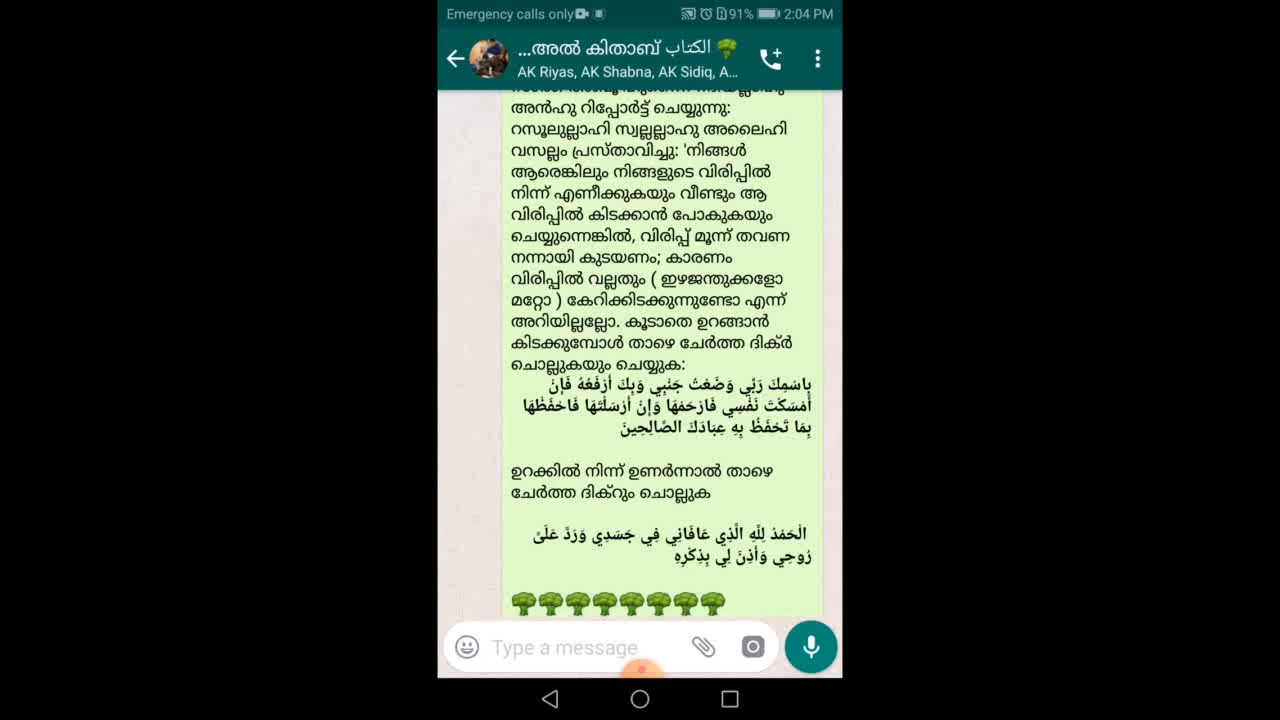 Emergency calls only
91%
2:04 PM
...അൽ കിതാബ് الكتاب 🥦
AK Riyas, AK Shabna, AK Sidiq, A...
അൻഹു റിപ്പോർട്ട് ചെയ്യുന്നു:
റസൂലുല്ലാഹി സ്വല്ലല്ലാഹു അലൈഹി
വസല്ലം പ്രസ്താവിച്ചു: 'നിങ്ങൾ
ആരെങ്കിലും നിങ്ങളുടെ വിരിപ്പിൽ
നിന്ന് എണീക്കുകയും വീണ്ടും ആ
വിരിപ്പിൽ കിടക്കാൻ പോകുകയും
ചെയ്യുന്നെങ്കിൽ, വിരിപ്പ് മൂന്ന് തവണ
നന്നായി കുടയണം; കാരണം
വിരിപ്പിൽ വല്ലതും ( ഇഴജന്തുക്കളോ
മറ്റോ ) കേറിക്കിടക്കുന്നുണ്ടോ എന്ന്
അറിയില്ലല്ലോ. കൂടാതെ ഉറങ്ങാൻ
കിടക്കുമ്പോൾ താഴെ ചേർത്ത ദിക്ർ
ചൊല്ലുകയും ചെയ്യുക:
بِاسْمِكَ رَبِّي وَضَعْتُ جَنْبِي وَبِكَ أَرْفَعُهُ فَإِنْ
أَمْسَكْتَ نَفْسِي فَارْحَمْهَا وَإِنْ أَرْسَلْتَهَا فَاحْفَظْهَا
بِمَا تَحْفَظُ بِهِ عِبَادَكَ الصَّالِحِينَ
ഉറക്കിൽ നിന്ന് ഉണർന്നാൽ താഴെ
ചേർത്ത ദിക്റും ചൊല്ലുക
الْحَمْدُ لِلَّهِ الَّذِي عَافَانِي فِي جَسَدِي وَرَدَّ عَلَيَّ
رُوحِي وَأَذِنَ لِي بِذِكْرِهِ
🥦🥦🥦🥦🥦🥦🥦🥦
Type a message